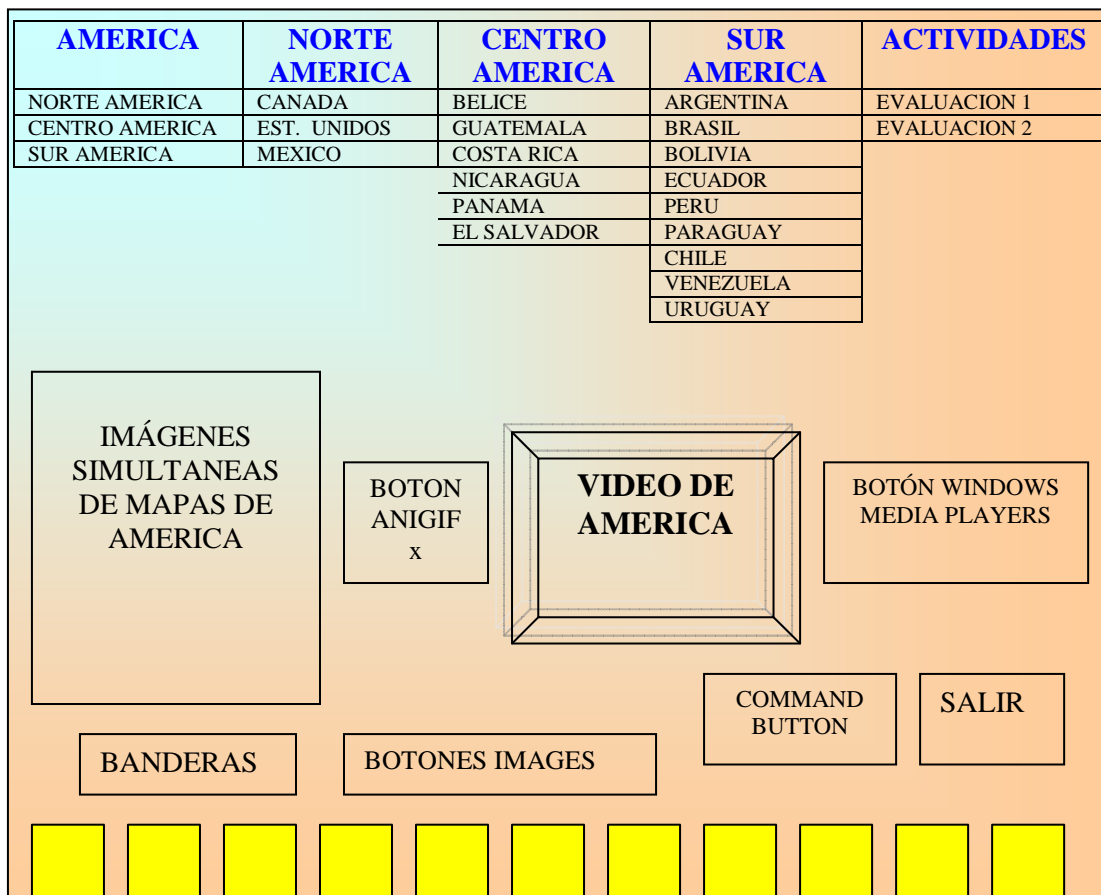 AMERICA
NORTE
AMERICA
CENTRO
AMERICA
SUR
AMERICA
ACTIVIDADES
NORTE AMERICA
CANADA
BELICE
ARGENTINA
EVALUACION 1
CENTRO AMERICA
EST. UNIDOS
GUATEMALA
BRASIL
EVALUACION 2
SUR AMERICA
MEXICO
COSTA RICA
BOLIVIA
NICARAGUA
ECUADOR
PANAMA
PERU
EL SALVADOR
PARAGUAY
CHILE
VENEZUELA
URUGUAY
IMÁGENES
SIMULTANEAS
DE MAPAS DE
AMERICA
BOTON
ANIGIF
x
VIDEO DE
AMERICA
BOTÓN WINDOWS
MEDIA PLAYERS
COMMAND
BUTTON
SALIR
BANDERAS
BOTONES IMAGES